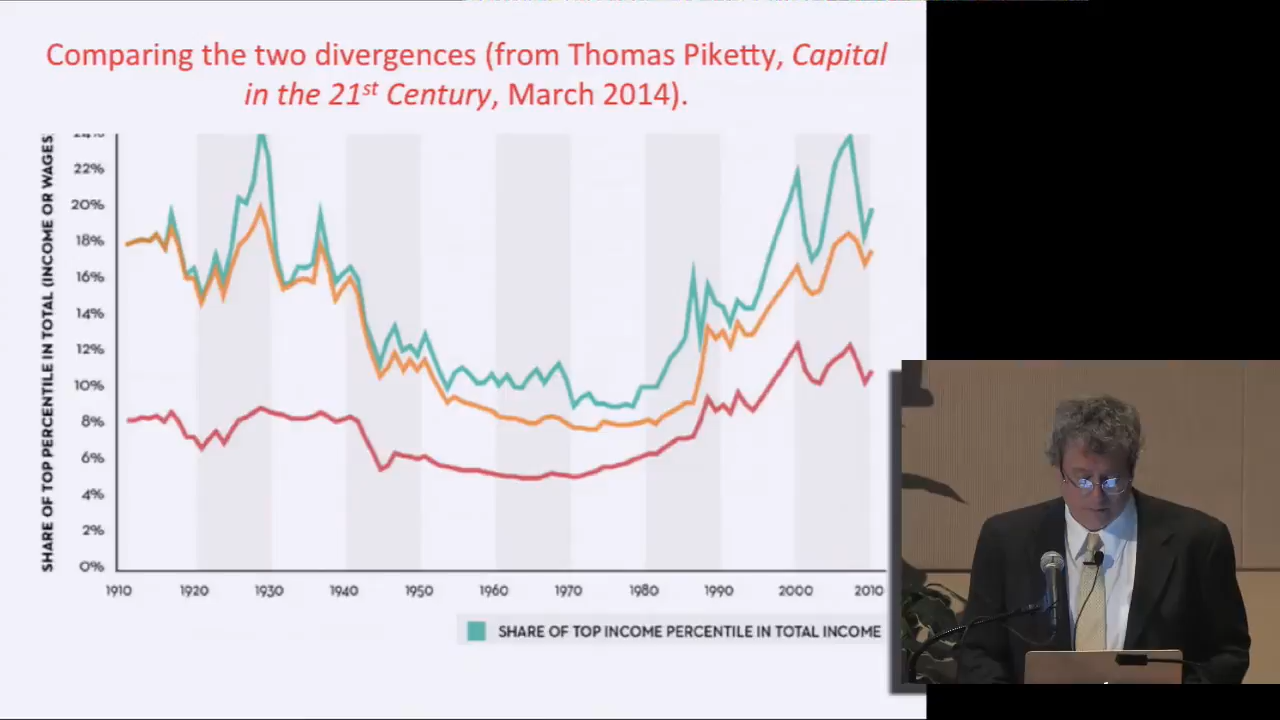 Comparing the two divergences (from Thomas Piketty, Capital
in the 21st Century, March 2014).
SHARE OF TOP PERCENTILE IN TOTAL (INCOME OR WAGES
24%
22%
20%
18%
16%
14%
12%
10%
8%
6%
4%
2%
0%
1910 1920 1930 1940 1950 1960 1970 1980 1990 2000 2010
SHARE OF TOP INCOME PERCENTILE IN TOTAL INCOME